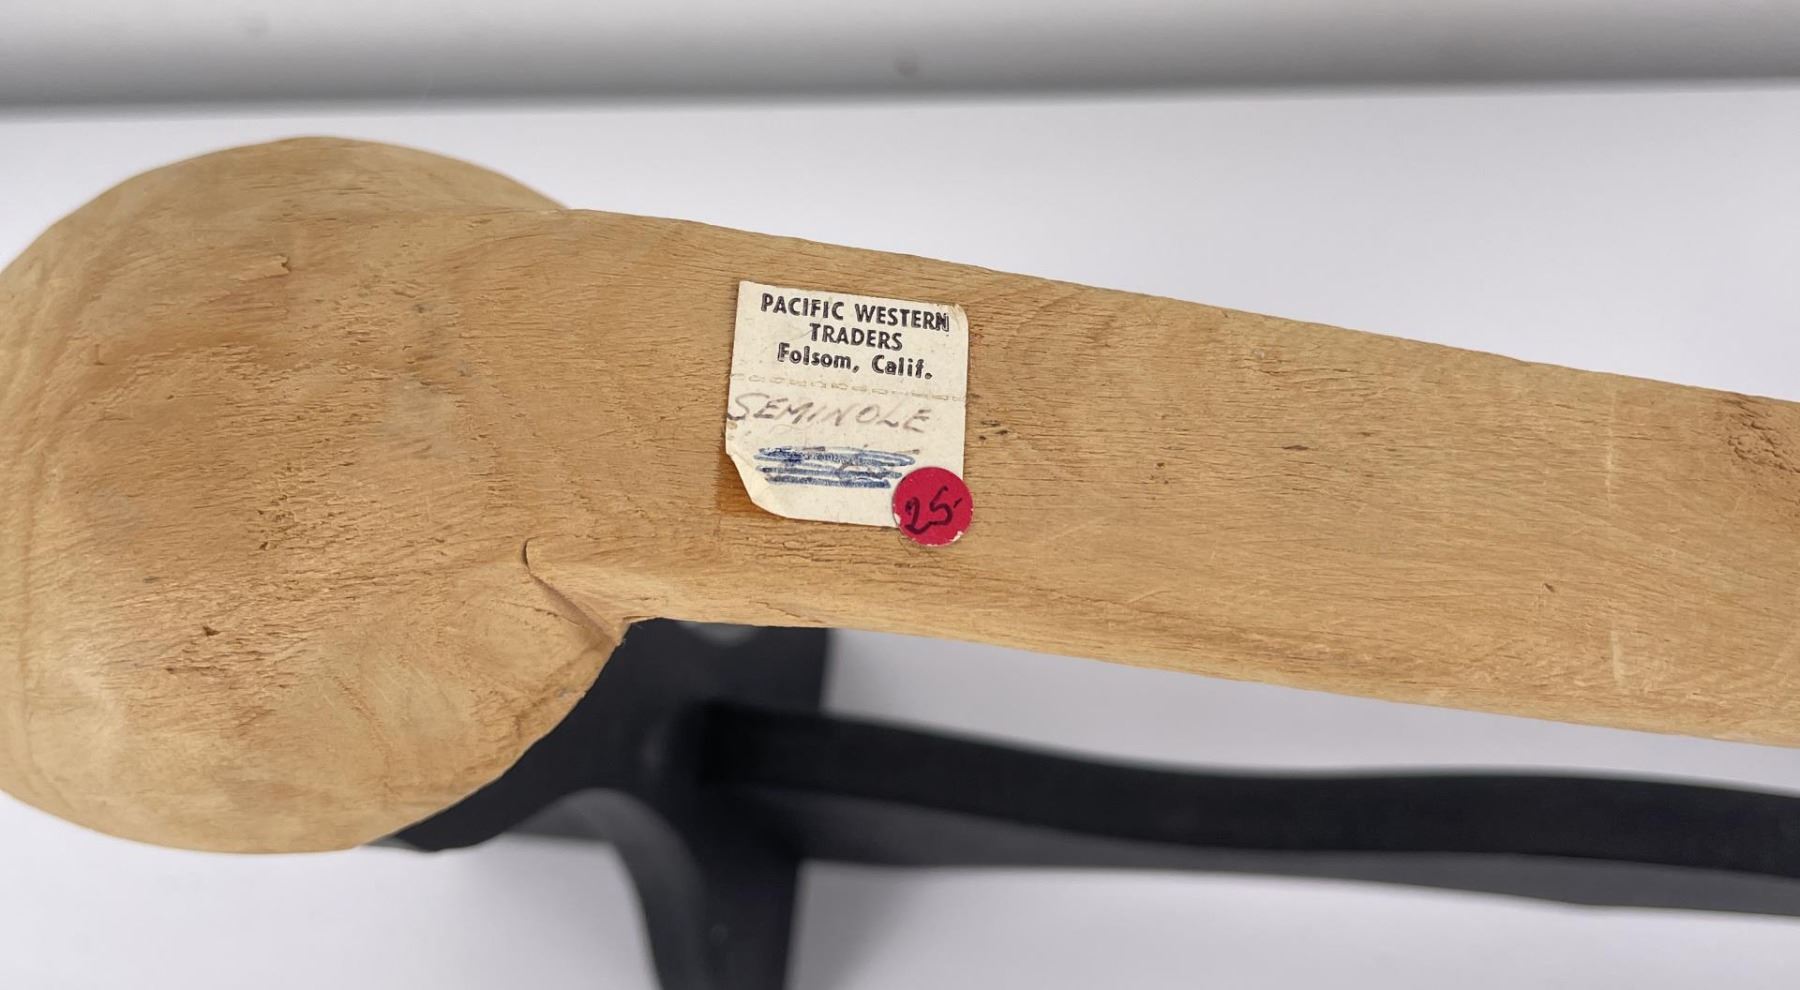 PACIFIC WESTERN
TRADERS
Folsom, Calif.
SEMINOLE
25